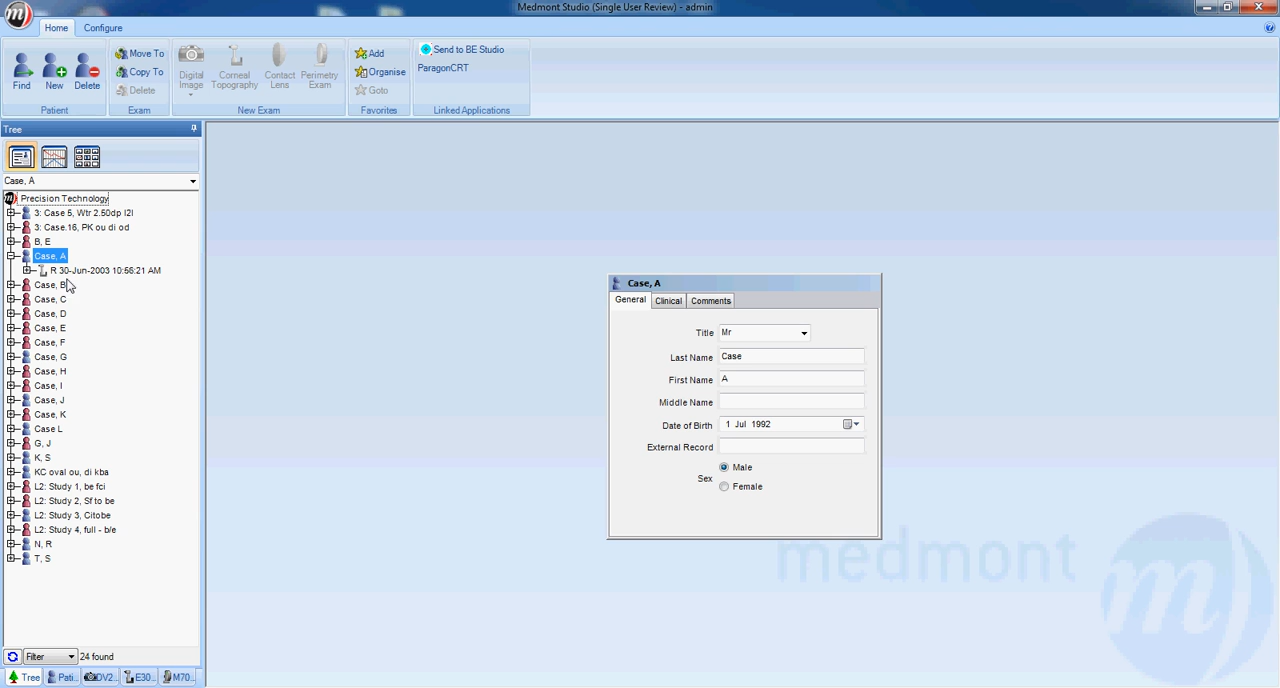 Medmont Studio (Single User Review) - admin
Home
Configure
Find
New
Delete
Patient
Move To
Copy To
Delete
Exam
Digital Image
Corneal Topography
Contact Lens
Perimetry Exam
New Exam
Add
Organise
Goto
Favorites
Send to BE Studio
ParagonCRT
Linked Applications
Tree
Case, A
Precision Technology
3: Case 5, Wtr 2.50dp l2l
3: Case.16, PK ou di od
B, E
Case, A
R 30-Jun-2003 10:56:21 AM
Case, B
Case, C
Case, D
Case, E
Case, F
Case, G
Case, H
Case, I
Case, J
Case, K
Case L
G, J
K, S
KC oval ou, di kba
L2: Study 1, be fci
L2: Study 2, Sf to be
L2: Study 3, Citobe
L2: Study 4, full - b/e
N, R
T, S
Filter
24 found
Tree
Pati...
DV2...
E30...
M70...
Case, A
General
Clinical
Comments
Title
Mr
Last Name
Case
First Name
A
Middle Name
Date of Birth
1 Jul 1992
External Record
Sex
Male
Female
medmont
m